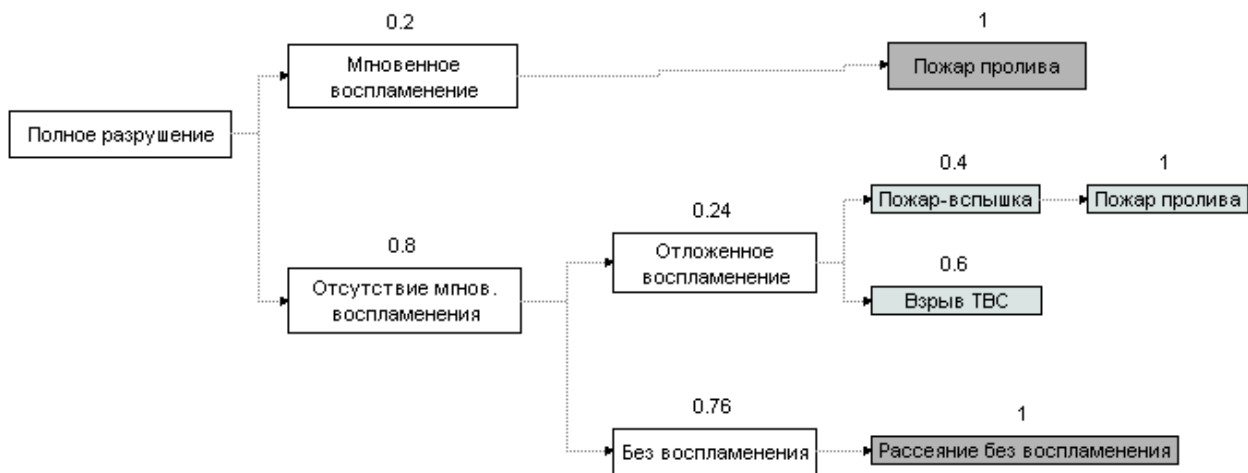 0.2
1
Мгновенное
воспламенение
Пожар пролива
Полное разрушение
0.4
1
0.24
Пожар-вспышка
Пожар пролива
0.8
Отложенное
воспламенение
0.6
Отсутствие мгнов.
воспламенения
Взрыв ТВС
0.76
1
Без воспламенения
Рассеяние без воспламенения